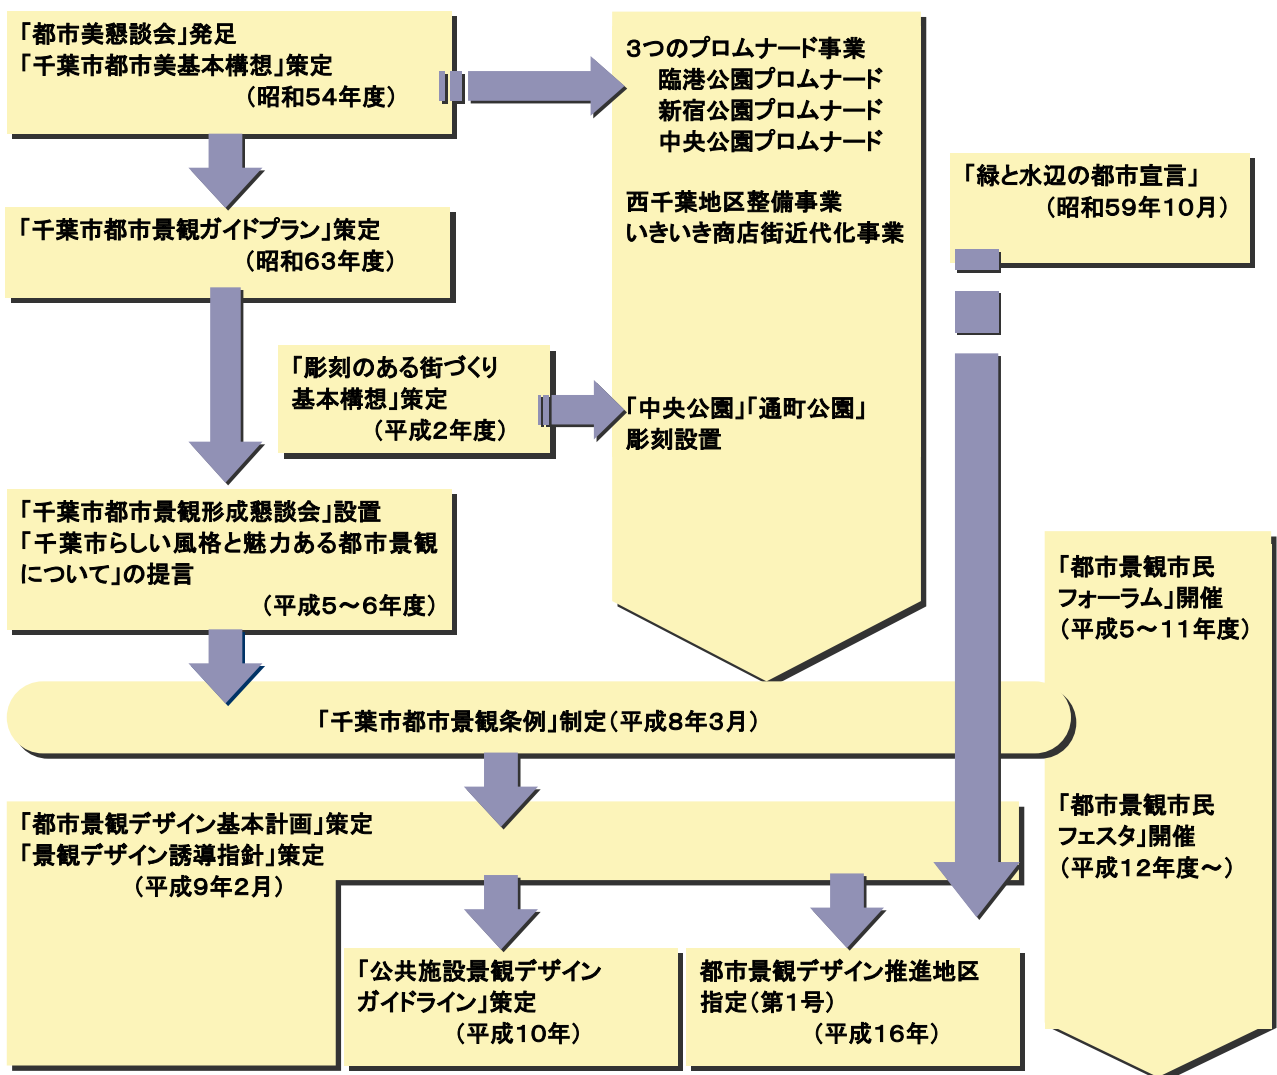 「都市美懇談会」発足
「千葉市都市美基本構想」策定
（昭和５４年度）
３つのプロムナード事業
臨港公園プロムナード
新宿公園プロムナード
中央公園プロムナード
西千葉地区整備事業
いきいき商店街近代化事業
「緑と水辺の都市宣言」
（昭和５９年１０月）
「千葉市都市景観ガイドプラン」策定
（昭和６３年度）
「彫刻のある街づくり
基本構想」策定
（平成２年度）
「中央公園」「通町公園」
彫刻設置
「千葉市都市景観形成懇談会」設置
「千葉市らしい風格と魅力ある都市景観
について」の提言
（平成５～６年度）
「都市景観市民
フォーラム」開催
（平成５～１１年度）
「千葉市都市景観条例」制定（平成８年３月）
「都市景観デザイン基本計画」策定
「景観デザイン誘導指針」策定
（平成９年２月）
「都市景観市民
フェスタ」開催
（平成１２年度～）
「公共施設景観デザイン
ガイドライン」策定
（平成１０年）
都市景観デザイン推進地区
指定（第１号）
（平成１６年）